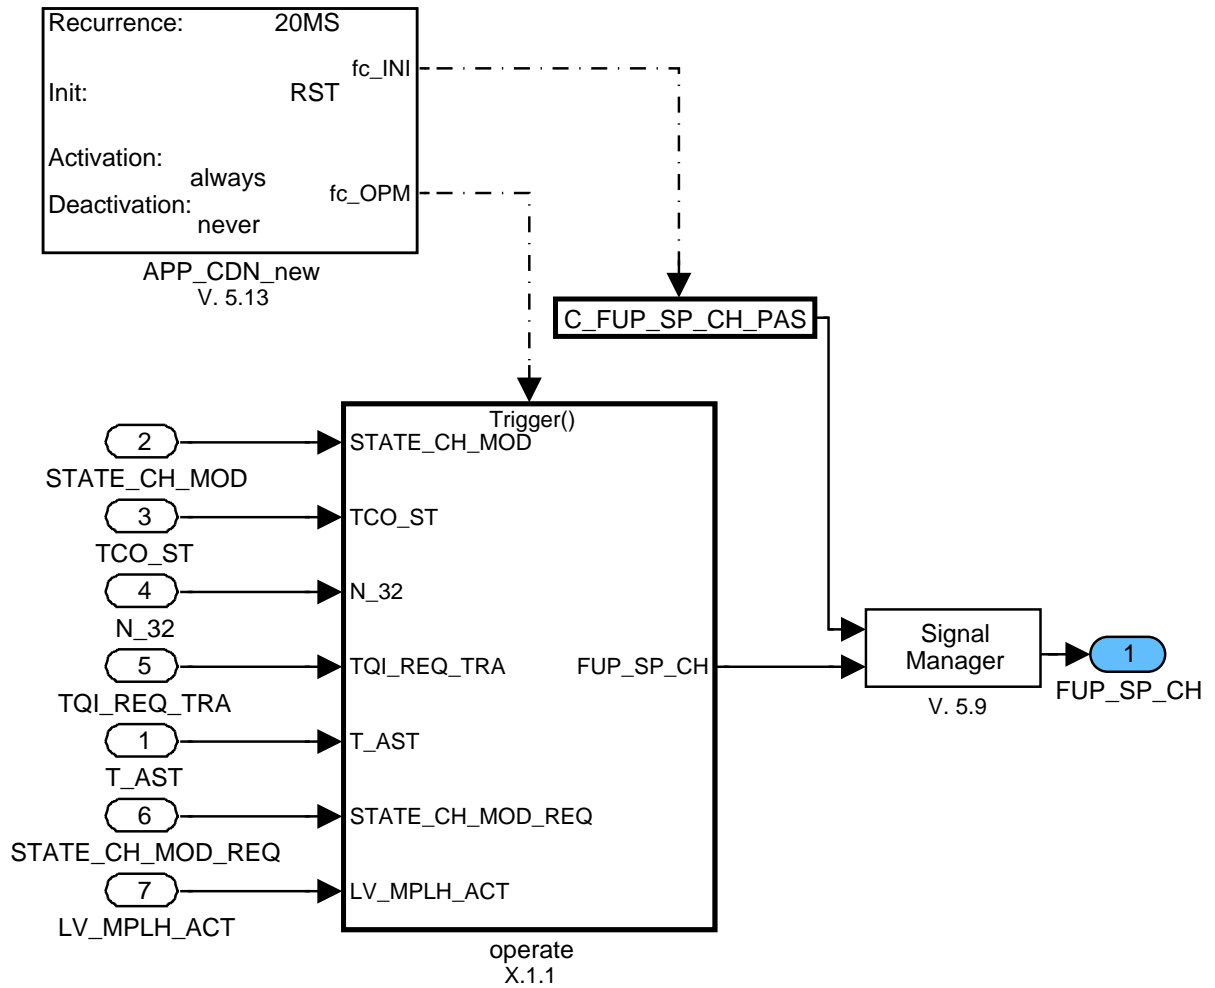 Recurrence: 20MS
fc_INI
Init: RST
Activation:
always
Deactivation:
never
fc_OPM
APP_CDN_new
V. 5.13
C_FUP_SP_CH_PAS
Trigger()
2
STATE_CH_MOD
STATE_CH_MOD
3
TCO_ST
TCO_ST
4
N_32
N_32
5
TQI_REQ_TRA
TQI_REQ_TRA
1
T_AST
T_AST
6
STATE_CH_MOD_REQ
STATE_CH_MOD_REQ
7
LV_MPLH_ACT
LV_MPLH_ACT
FUP_SP_CH
operate
X.1.1
Signal
Manager
V. 5.9
1
FUP_SP_CH